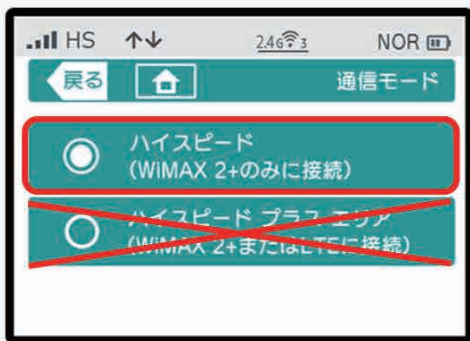 HS ↑↓ 2.4G 3 NOR
戻る 通信モード
ハイスピード
(WiMAX 2+のみに接続)
ハイスピード プラス エリア
(WiMAX 2+またはLTEに接続)